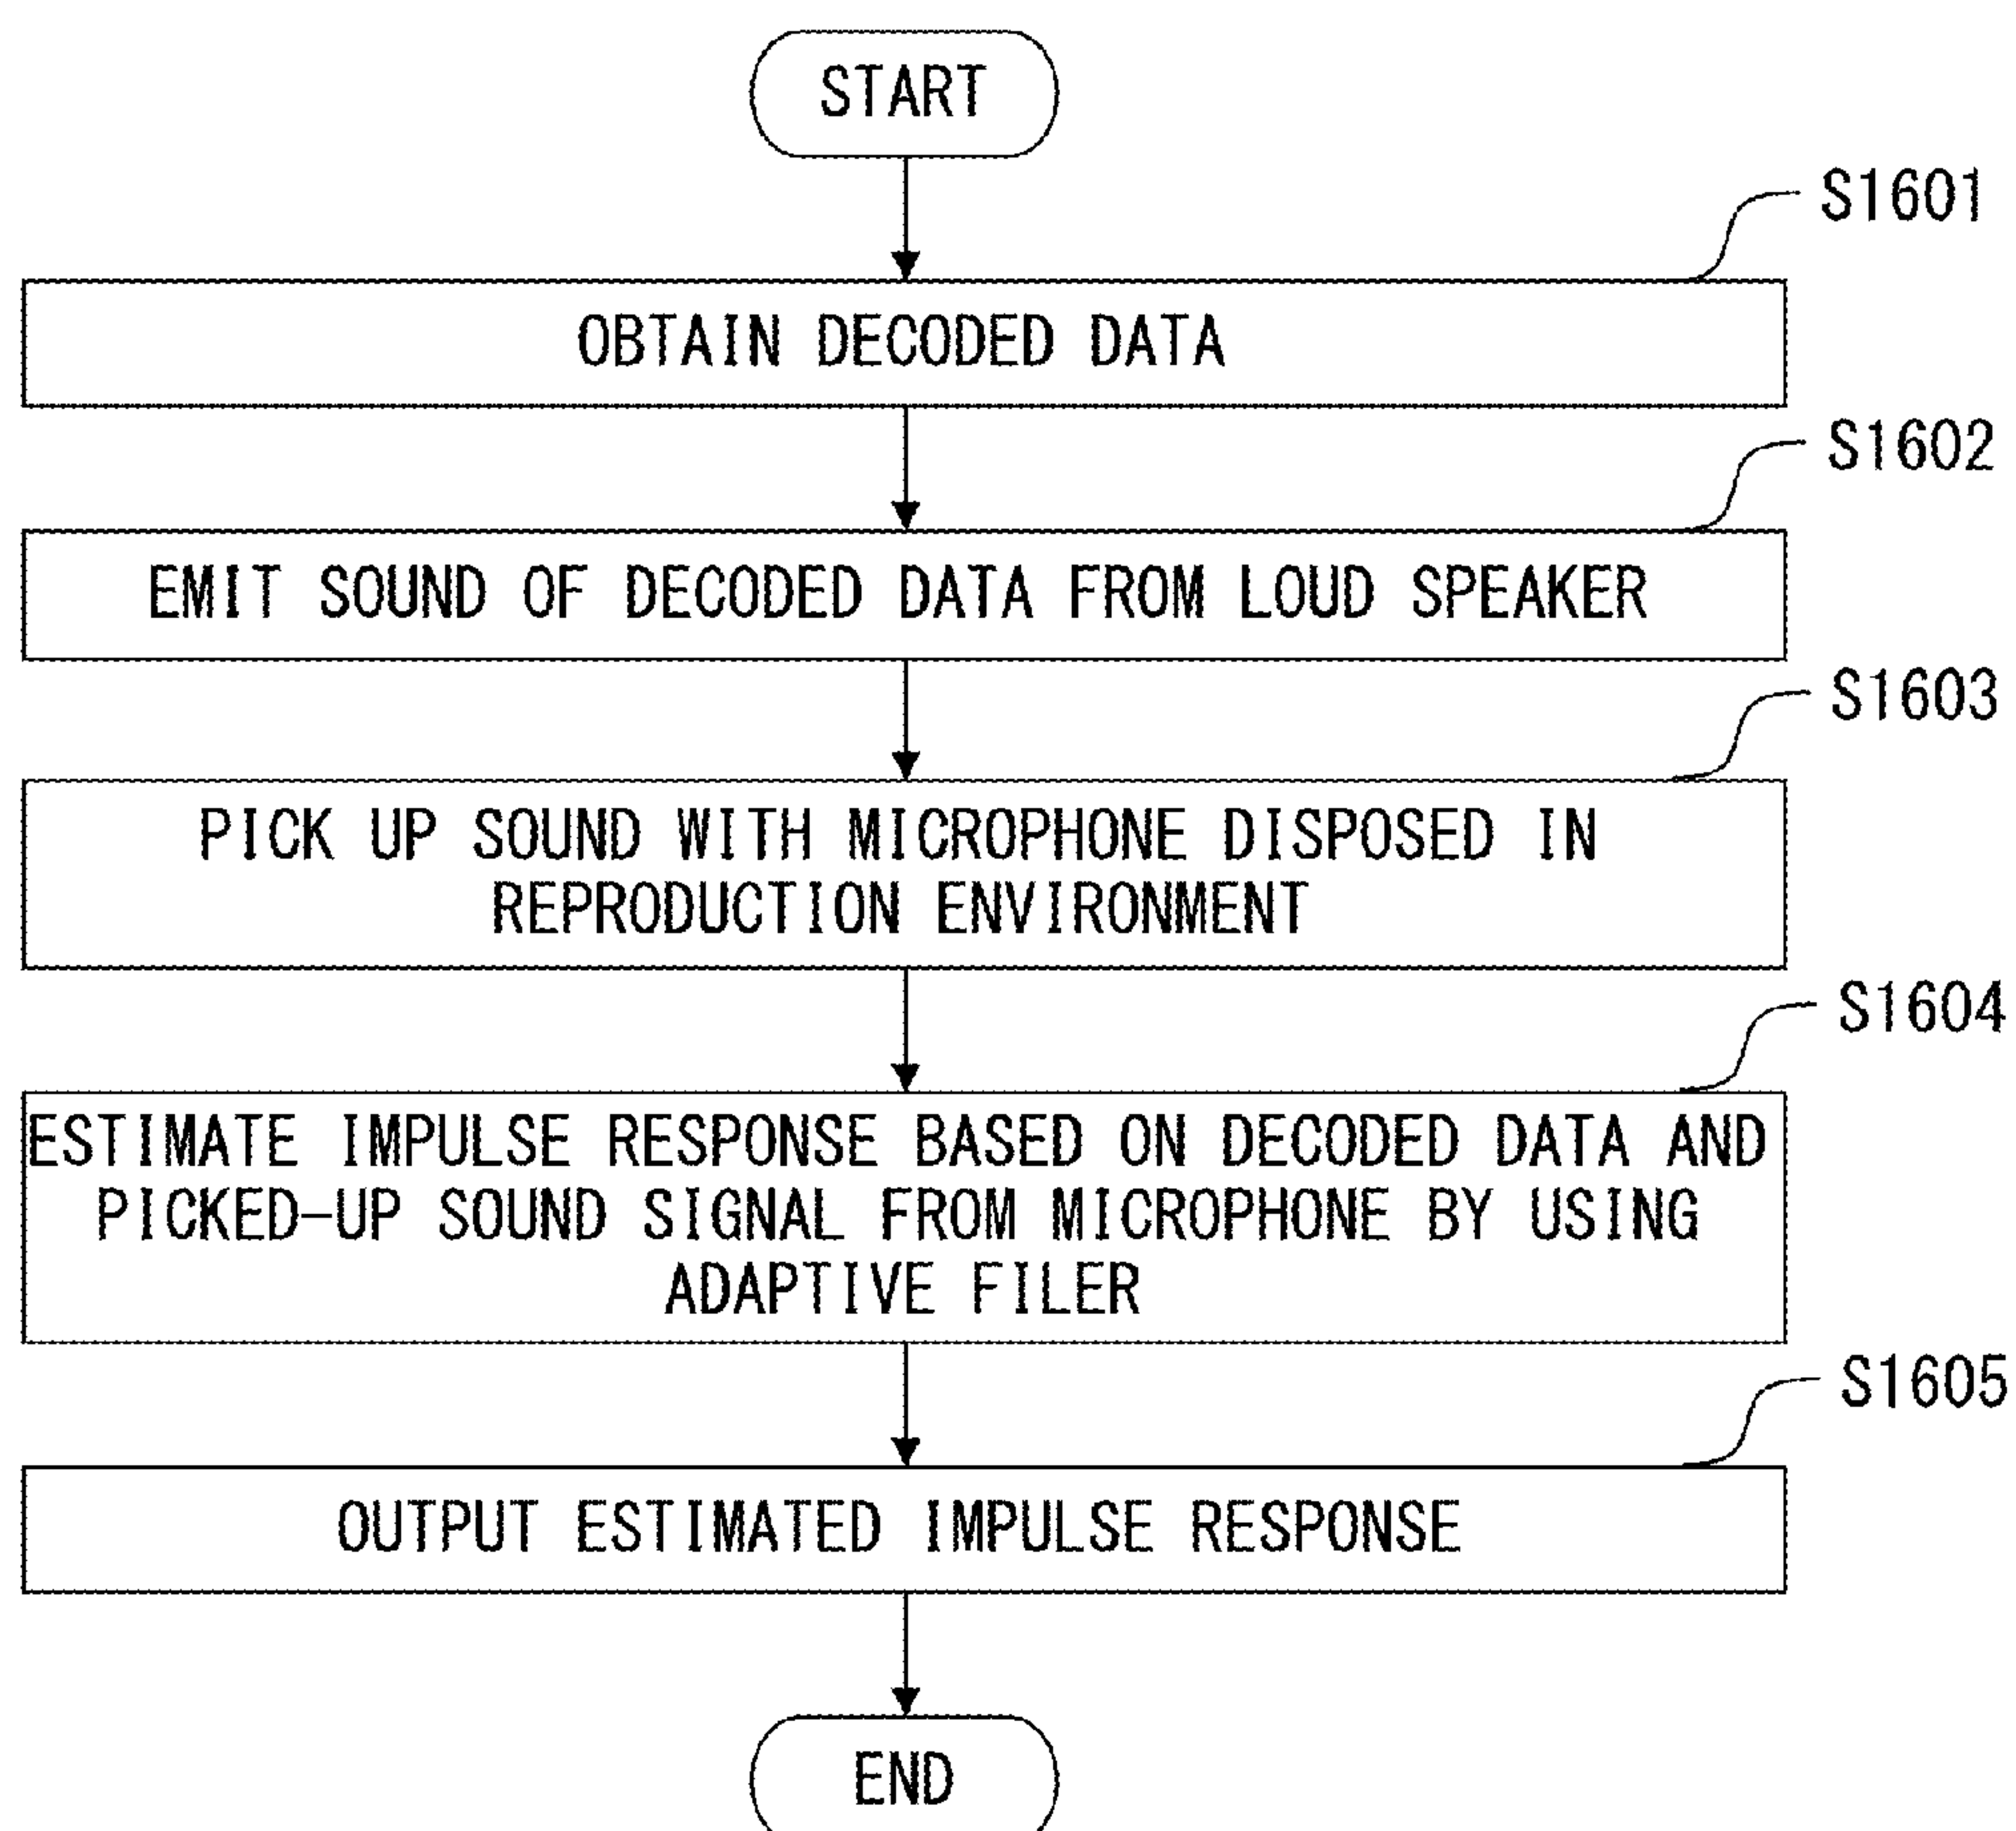 START
S1601
OBTAIN DECODED DATA
S1602
EMIT SOUND OF DECODED DATA FROM LOUD SPEAKER
S1603
PICK UP SOUND WITH MICROPHONE DISPOSED IN
REPRODUCTION ENVIRONMENT
S1604
ESTIMATE IMPULSE RESPONSE BASED ON DECODED DATA AND
PICKED-UP SOUND SIGNAL FROM MICROPHONE BY USING
ADAPTIVE FILER
S1605
OUTPUT ESTIMATED IMPULSE RESPONSE
END